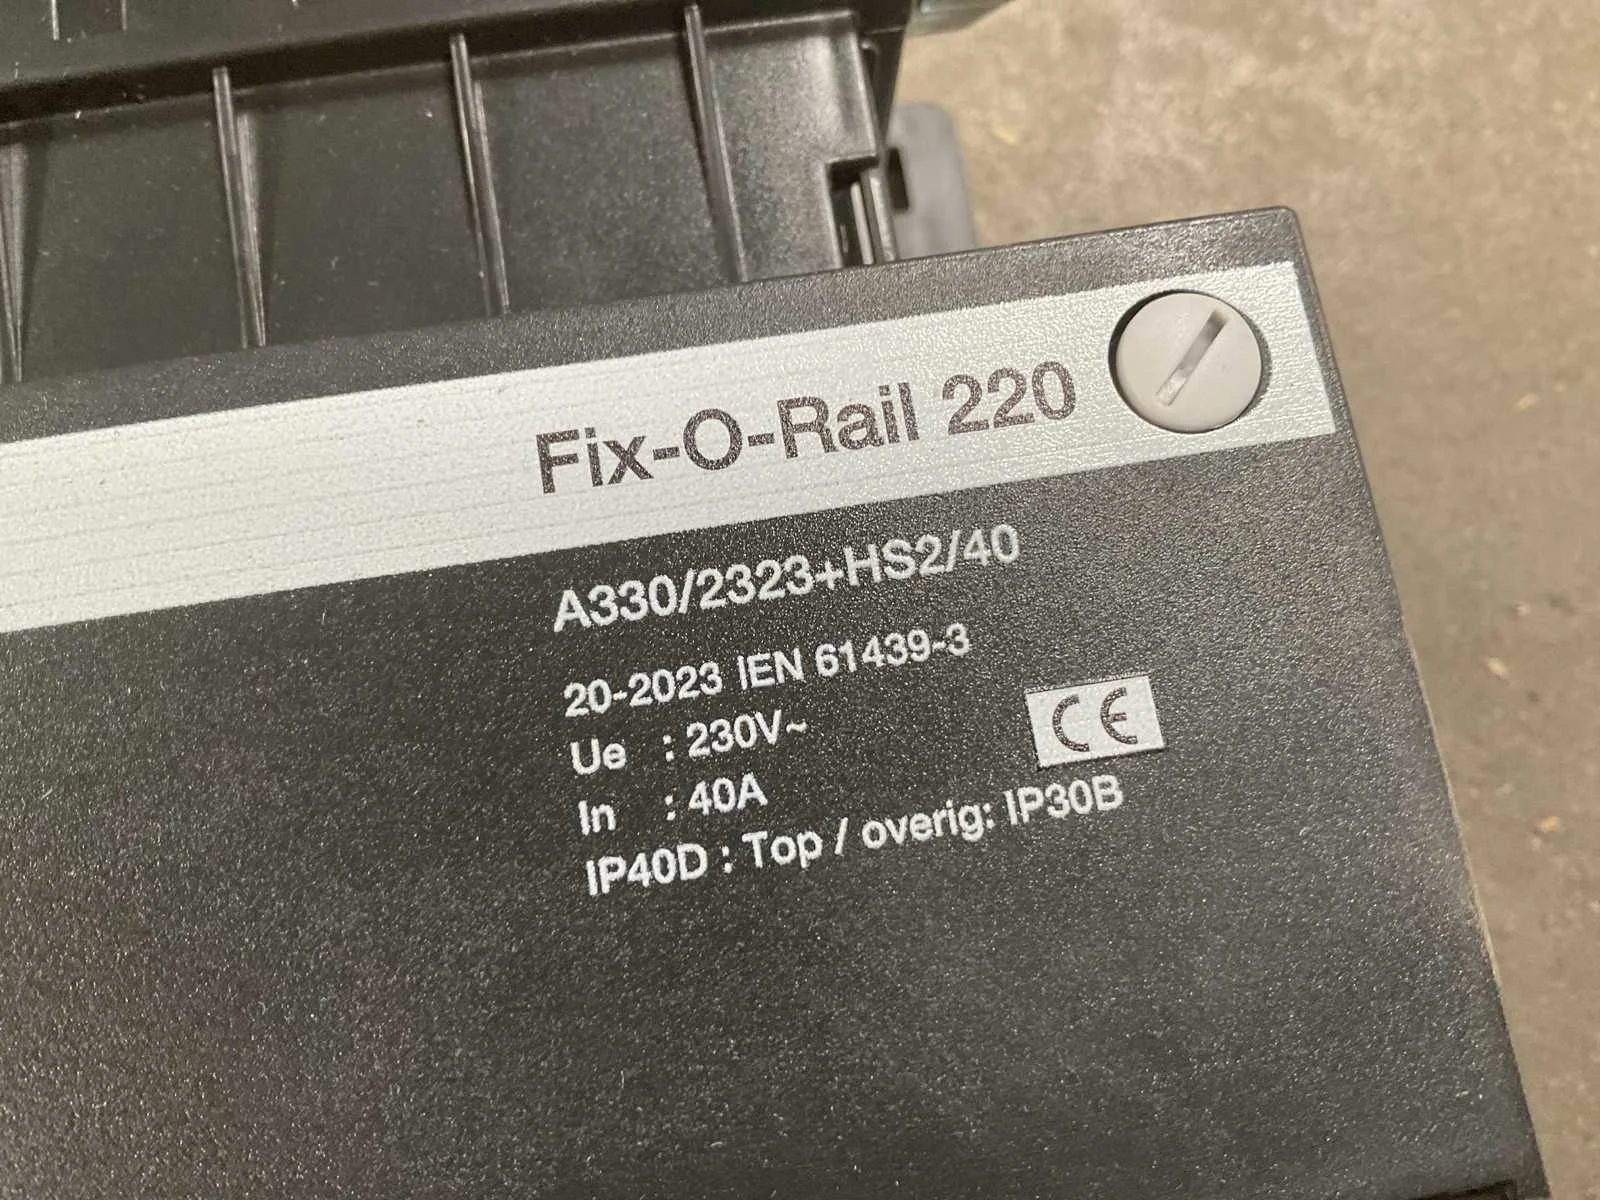 Fix-O-Rail 220
A330/2323+HS2/40
20-2023 IEN 61439-3
Ue : 230V~
In : 40A
CE
IP40D : Top / overig: IP30B